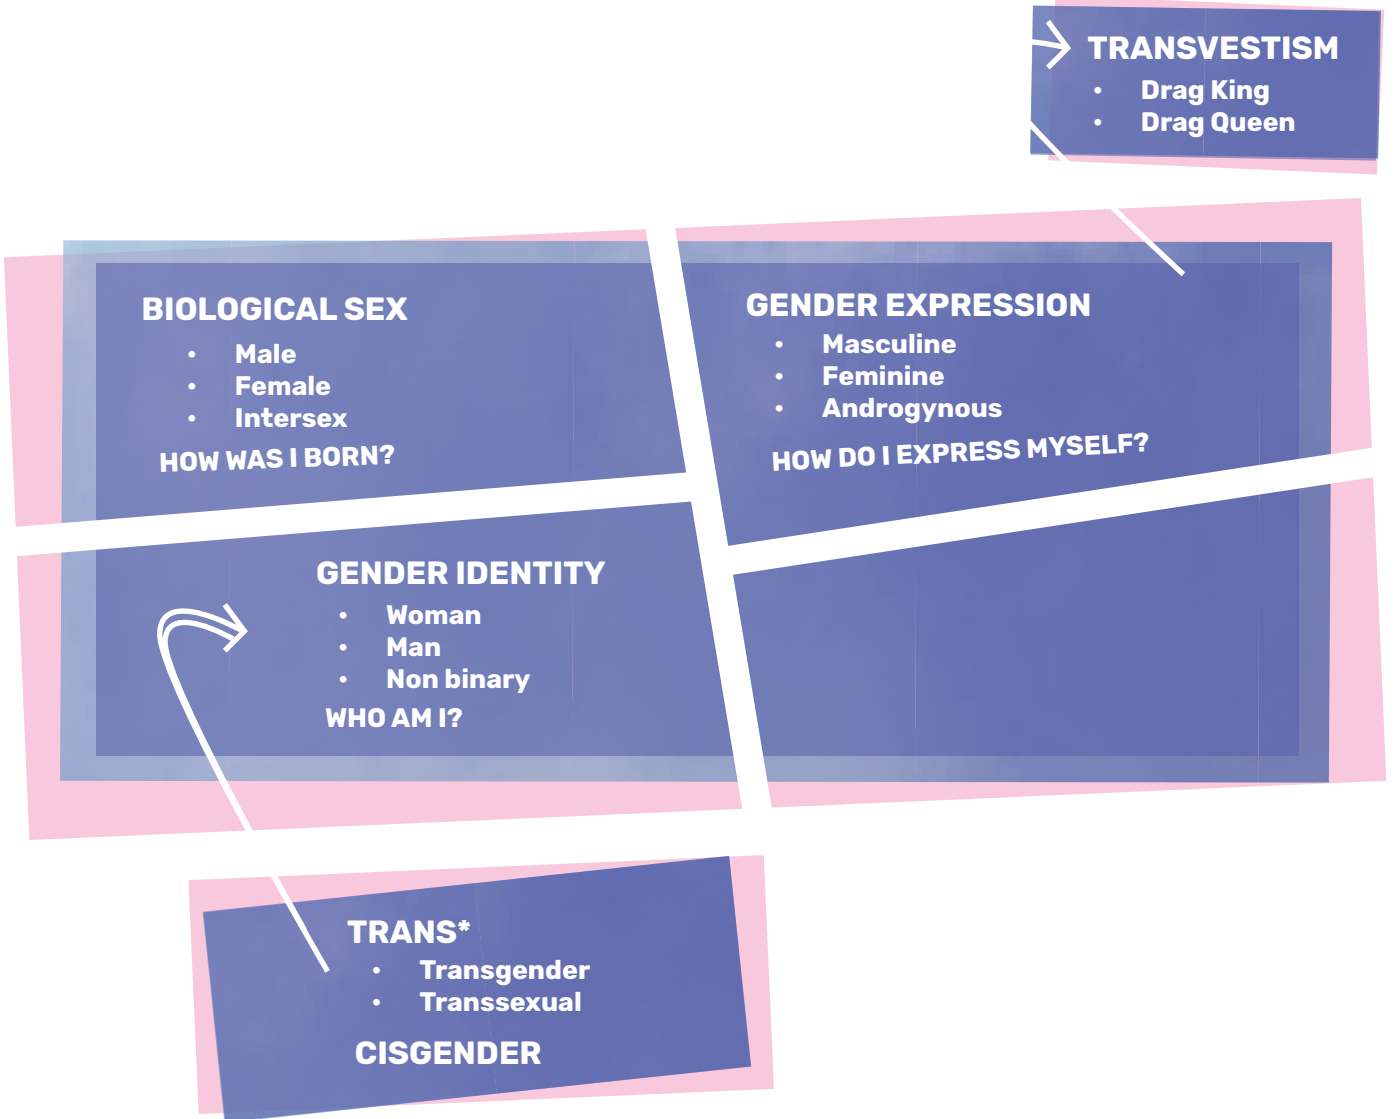 TRANSVESTISM
• Drag King
• Drag Queen
BIOLOGICAL SEX
• Male
• Female
• Intersex
HOW WAS I BORN?
GENDER EXPRESSION
• Masculine
• Feminine
• Androgynous
HOW DO I EXPRESS MYSELF?
GENDER IDENTITY
• Woman
• Man
• Non binary
WHO AM I?
TRANS*
• Transgender
• Transsexual
CISGENDER